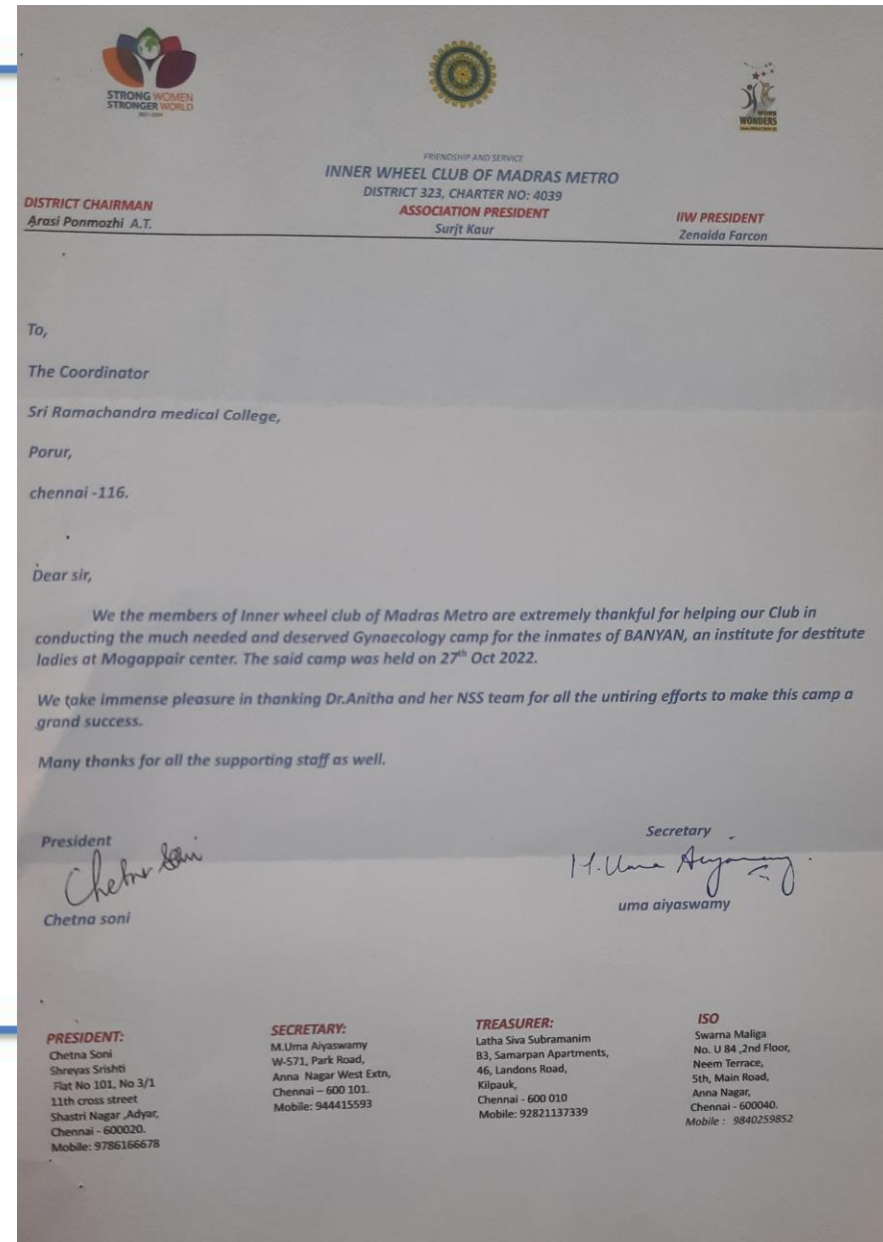 STRONG WOMEN
STRONGER WORLD
WORK
WONDERS
FRIENDSHIP AND SERVICE
INNER WHEEL CLUB OF MADRAS METRO
DISTRICT 323, CHARTER NO: 4039
DISTRICT CHAIRMAN
Arasi Ponmozhi A.T.
ASSOCIATION PRESIDENT
Surjt Kaur
IIW PRESIDENT
Zenaida Farcon
To,
The Coordinator
Sri Ramachandra medical College,
Porur,
chennai -116.
Dear sir,
We the members of Inner wheel club of Madras Metro are extremely thankful for helping our Club in
conducting the much needed and deserved Gynaecology camp for the inmates of BANYAN, an institute for destitute
ladies at Mogappair center. The said camp was held on 27th Oct 2022.
We take immense pleasure in thanking Dr.Anitha and her NSS team for all the untiring efforts to make this camp a
grand success.
Many thanks for all the supporting staff as well.
President
Chetna Soni
Chetna soni
Secretary
M. Uma Aiyaswamy
uma aiyaswamy
PRESIDENT:
Chetna Soni
Shreyas Srishti
Flat No 101, No 3/1
11th cross street
Shastri Nagar ,Adyar,
Chennai - 600020.
Mobile: 9786166678
SECRETARY:
M.Uma Aiyaswamy
W-571, Park Road,
Anna Nagar West Extn,
Chennai – 600 101.
Mobile: 944415593
TREASURER:
Latha Siva Subramanim
B3, Samarpan Apartments,
46, Landons Road,
Kilpauk,
Chennai - 600 010
Mobile: 92821137339
ISO
Swarna Maliga
No. U 84 ,2nd Floor,
Neem Terrace,
5th, Main Road,
Anna Nagar,
Chennai - 600040.
Mobile : 9840259852